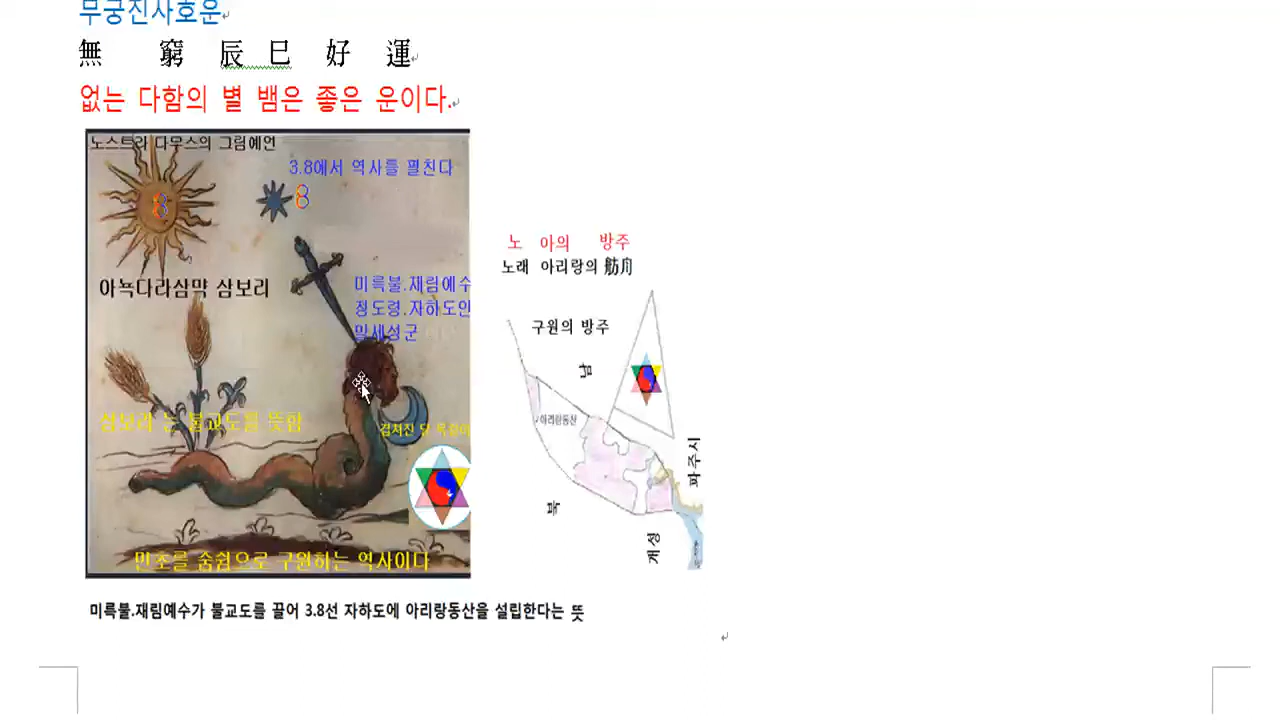 무궁진사호운
無 窮 辰 巳 好 運
없는 다함의 별 뱀은 좋은 운이다.
노스트라 다무스의 그림예언
3.8에서 역사를 펼친다
8
8
아뇩다라삼먁 삼보리
미륵불.재림예수
정도령.자하도인
말세성군
삼보리 는 불교도를 뜻함
겹쳐진 달
만초를 숨쉼으로 구원하는 역사이다
노 아의 방주
노래 아리랑의 舫舟
구원의 방주
남
아리랑동산
북
파주시
개성
미륵불.재림예수가 불교도를 끌어 3.8선 자하도에 아리랑동산을 설립한다는 뜻